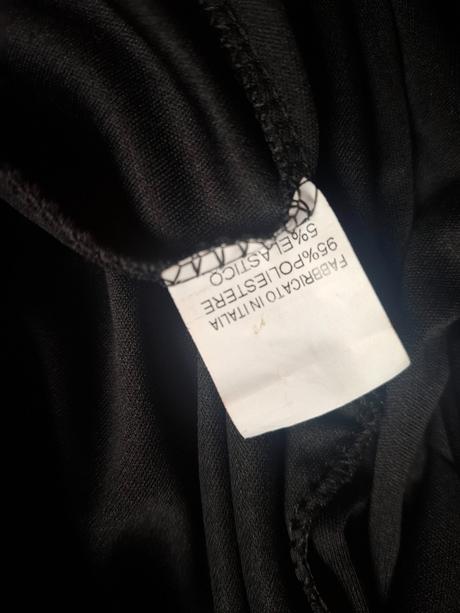 5%ELASTICO
95%POLIESTERE
FABBRICATO IN ITALIA